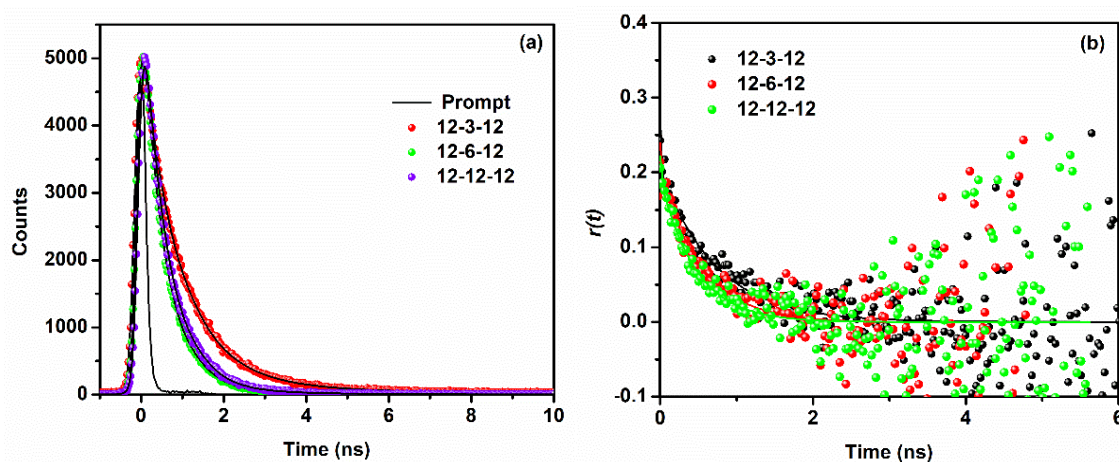 (a)
5000
4000
3000
2000
1000
0
Counts
Prompt
12-3-12
12-6-12
12-12-12
0 2 4 6 8 10
Time (ns)
(b)
0.4
0.3
0.2
0.1
0.0
-0.1
r(t)
12-3-12
12-6-12
12-12-12
0 2 4 6
Time (ns)